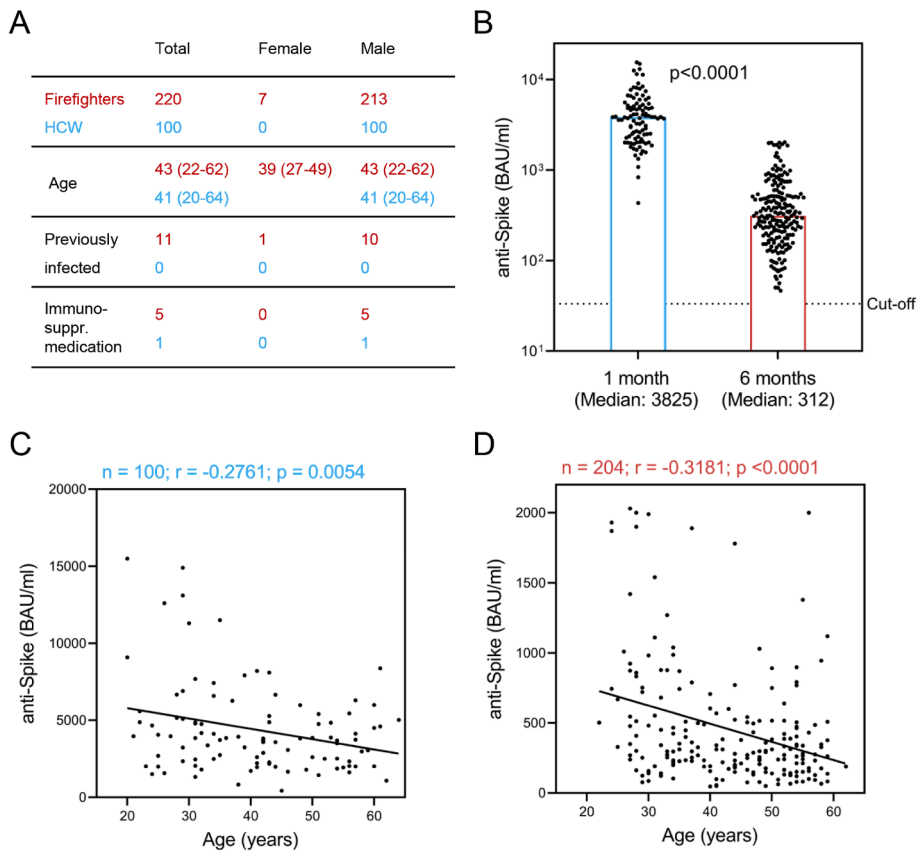 A
Total Female Male
Firefighters 220 7 213
HCW 100 0 100
Age 43 (22-62) 39 (27-49) 43 (22-62)
41 (20-64) 41 (20-64)
Previously 11 1 10
infected 0 0 0
Immuno-
suppr. 5 0 5
medication 1 0 1
B
p<0.0001
anti-Spike (BAU/ml)
10⁴
10³
10²
10¹
Cut-off
1 month 6 months
(Median: 3825) (Median: 312)
C
n = 100; r = -0.2761; p = 0.0054
anti-Spike (BAU/ml)
20000
15000
10000
5000
0
20 30 40 50 60
Age (years)
D
n = 204; r = -0.3181; p <0.0001
anti-Spike (BAU/ml)
2000
1500
1000
500
0
20 30 40 50 60
Age (years)